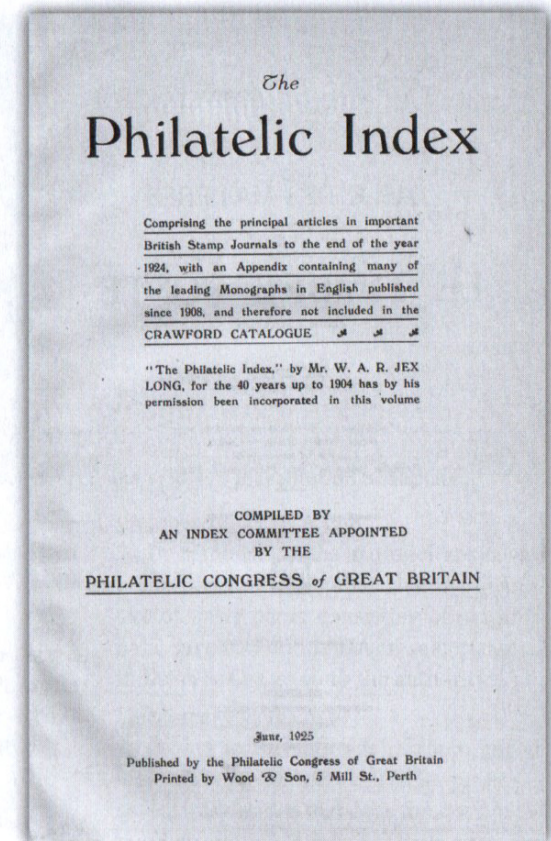 The
Philatelic Index
Comprising the principal articles in important
British Stamp Journals to the end of the year
1924, with an Appendix containing many of
the leading Monographs in English published
since 1908, and therefore not included in the
CRAWFORD CATALOGUE
"The Philatelic Index," by Mr. W. A. R. JEX
LONG, for the 40 years up to 1904 has by his
permission been incorporated in this volume
COMPILED BY
AN INDEX COMMITTEE APPOINTED
BY THE
PHILATELIC CONGRESS of GREAT BRITAIN
June, 1925
Published by the Philatelic Congress of Great Britain
Printed by Wood & Son, 5 Mill St., Perth